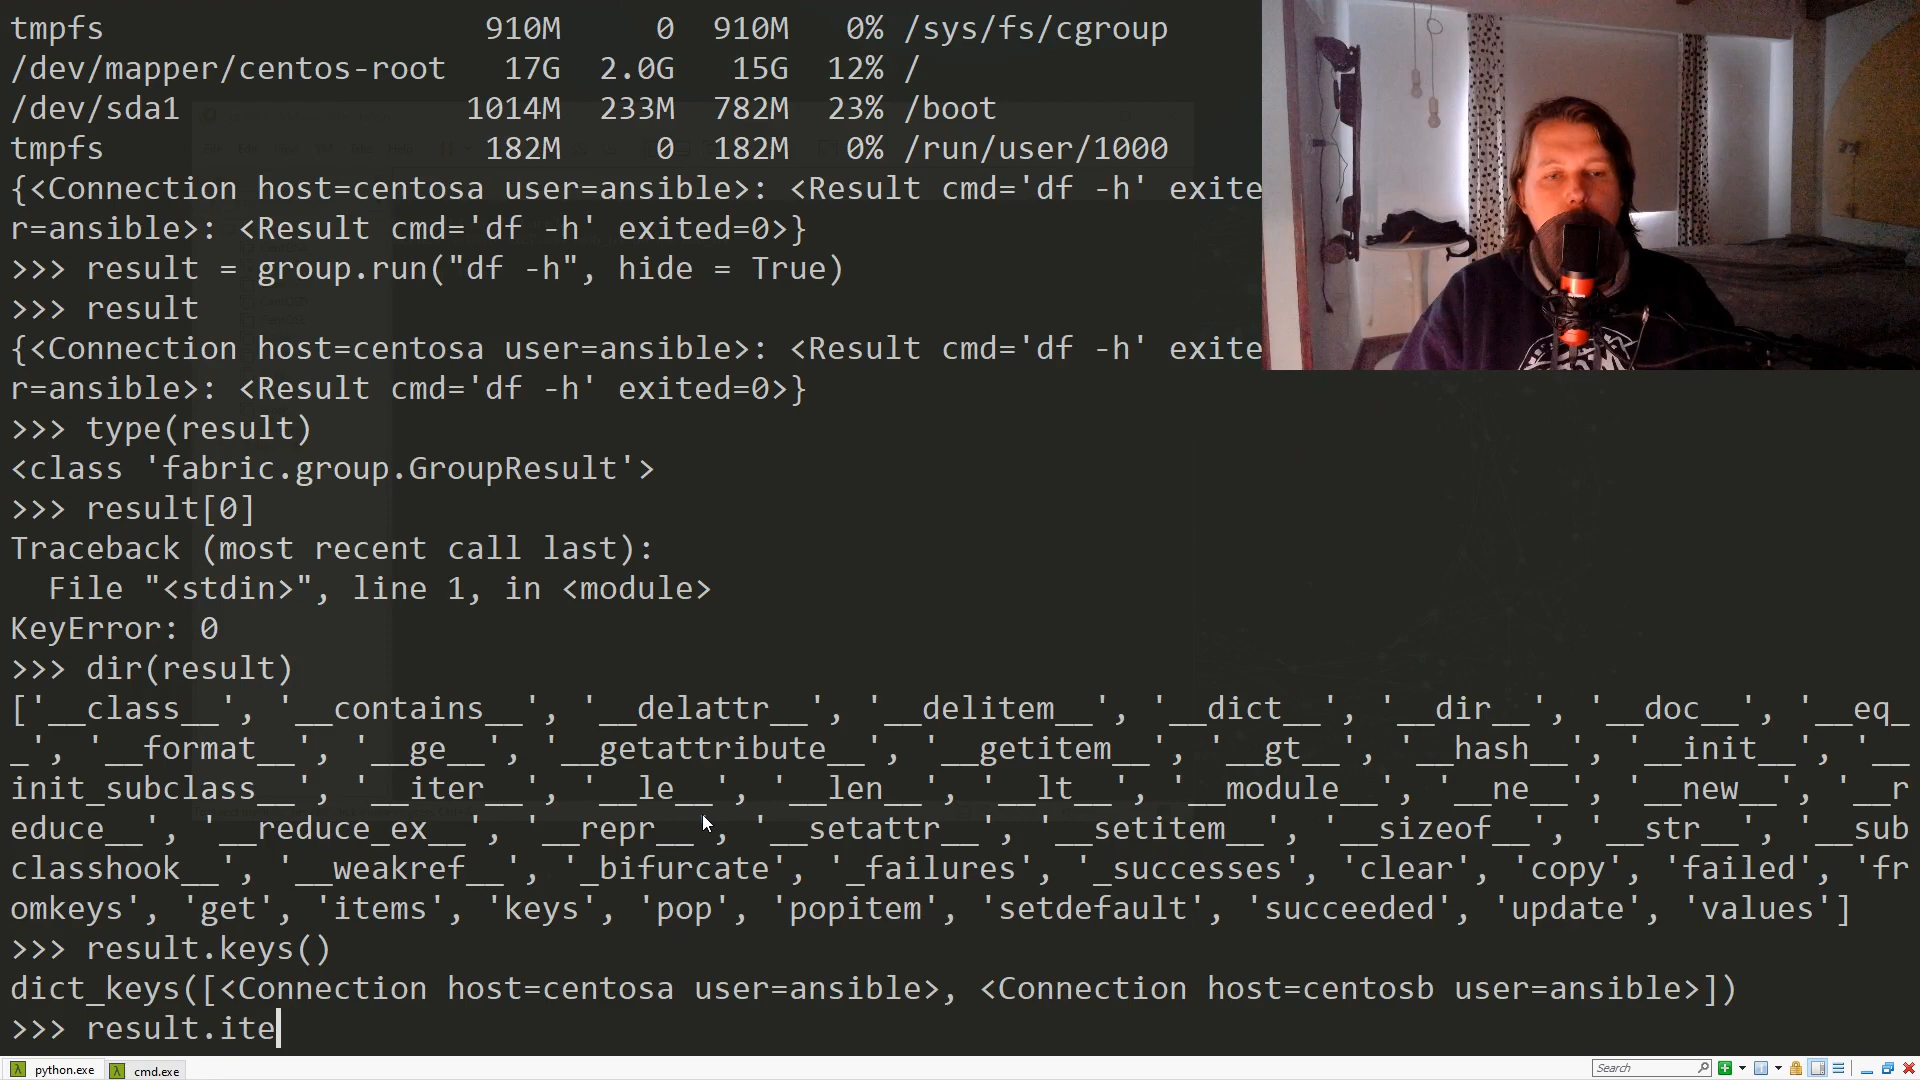 tmpfs 910M 0 910M 0% /sys/fs/cgroup
/dev/mapper/centos-root 17G 2.0G 15G 12% /
/dev/sda1 1014M 233M 782M 23% /boot
tmpfs 182M 0 182M 0% /run/user/1000
{<Connection host=centosa user=ansible>: <Result cmd='df -h' exite
r=ansible>: <Result cmd='df -h' exited=0>}
>>> result = group.run("df -h", hide = True)
>>> result
{<Connection host=centosa user=ansible>: <Result cmd='df -h' exite
r=ansible>: <Result cmd='df -h' exited=0>}
>>> type(result)
<class 'fabric.group.GroupResult'>
>>> result[0]
Traceback (most recent call last):
  File "<stdin>", line 1, in <module>
KeyError: 0
>>> dir(result)
['__class__', '__contains__', '__delattr__', '__delitem__', '__dict__', '__dir__', '__doc__', '__eq_
_', '__format__', '__ge__', '__getattribute__', '__getitem__', '__gt__', '__hash__', '__init__', '__
init_subclass__', '__iter__', '__le__', '__len__', '__lt__', '__module__', '__ne__', '__new__', '__r
educe__', '__reduce_ex__', '__repr__', '__setattr__', '__setitem__', '__sizeof__', '__str__', '__sub
classhook__', '__weakref__', '_bifurcate', '_failures', '_successes', 'clear', 'copy', 'failed', 'fr
omkeys', 'get', 'items', 'keys', 'pop', 'popitem', 'setdefault', 'succeeded', 'update', 'values']
>>> result.keys()
dict_keys([<Connection host=centosa user=ansible>, <Connection host=centosb user=ansible>])
>>> result.ite
python.exe cmd.exe Search